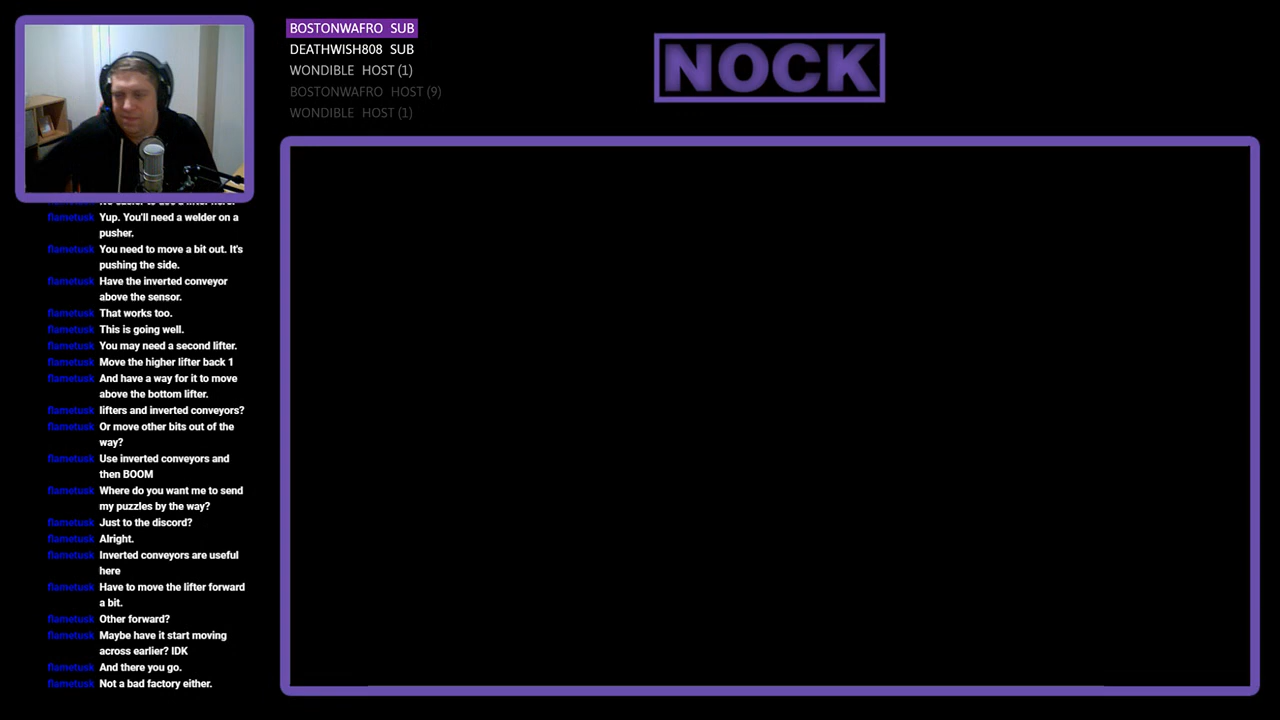 BOSTONWAFRO SUB
DEATHWISH808 SUB
WONDIBLE HOST (1)
BOSTONWAFRO HOST (9)
WONDIBLE HOST (1)
NOCK
flametusk Yup. You'll need a welder on a
pusher.
flametusk You need to move a bit out. It's
pushing the side.
flametusk Have the inverted conveyor
above the sensor.
flametusk That works too.
flametusk This is going well.
flametusk You may need a second lifter.
flametusk Move the higher lifter back 1
flametusk And have a way for it to move
above the bottom lifter.
flametusk lifters and inverted conveyors?
flametusk Or move other bits out of the
way?
flametusk Use inverted conveyors and
then BOOM
flametusk Where do you want me to send
my puzzles by the way?
flametusk Just to the discord?
flametusk Alright.
flametusk Inverted conveyors are useful
here
flametusk Have to move the lifter forward
a bit.
flametusk Other forward?
flametusk Maybe have it start moving
across earlier? IDK
flametusk And there you go.
flametusk Not a bad factory either.